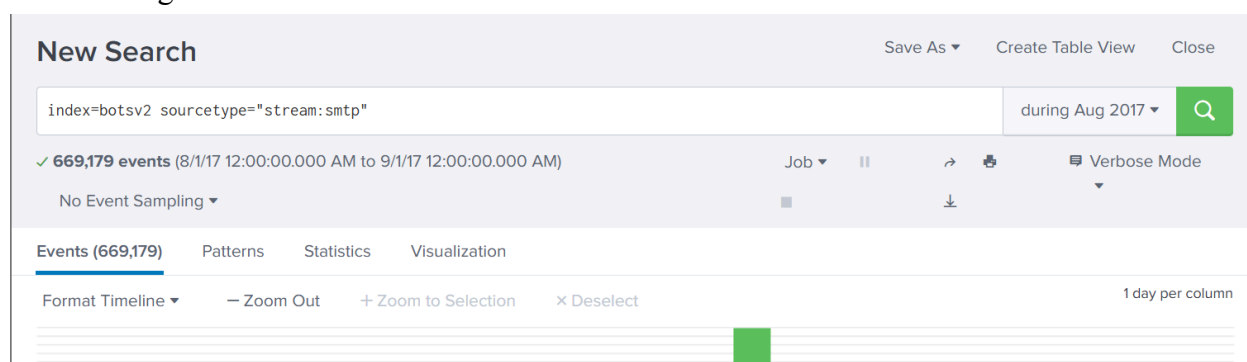 New Search
Save As ▾ Create Table View Close
index=botsv2 sourcetype="stream:smtp"
during Aug 2017 ▾
✓ 669,179 events (8/1/17 12:00:00.000 AM to 9/1/17 12:00:00.000 AM)
Job ▾
Verbose Mode ▾
No Event Sampling ▾
Events (669,179) Patterns Statistics Visualization
Format Timeline ▾ — Zoom Out + Zoom to Selection × Deselect
1 day per column